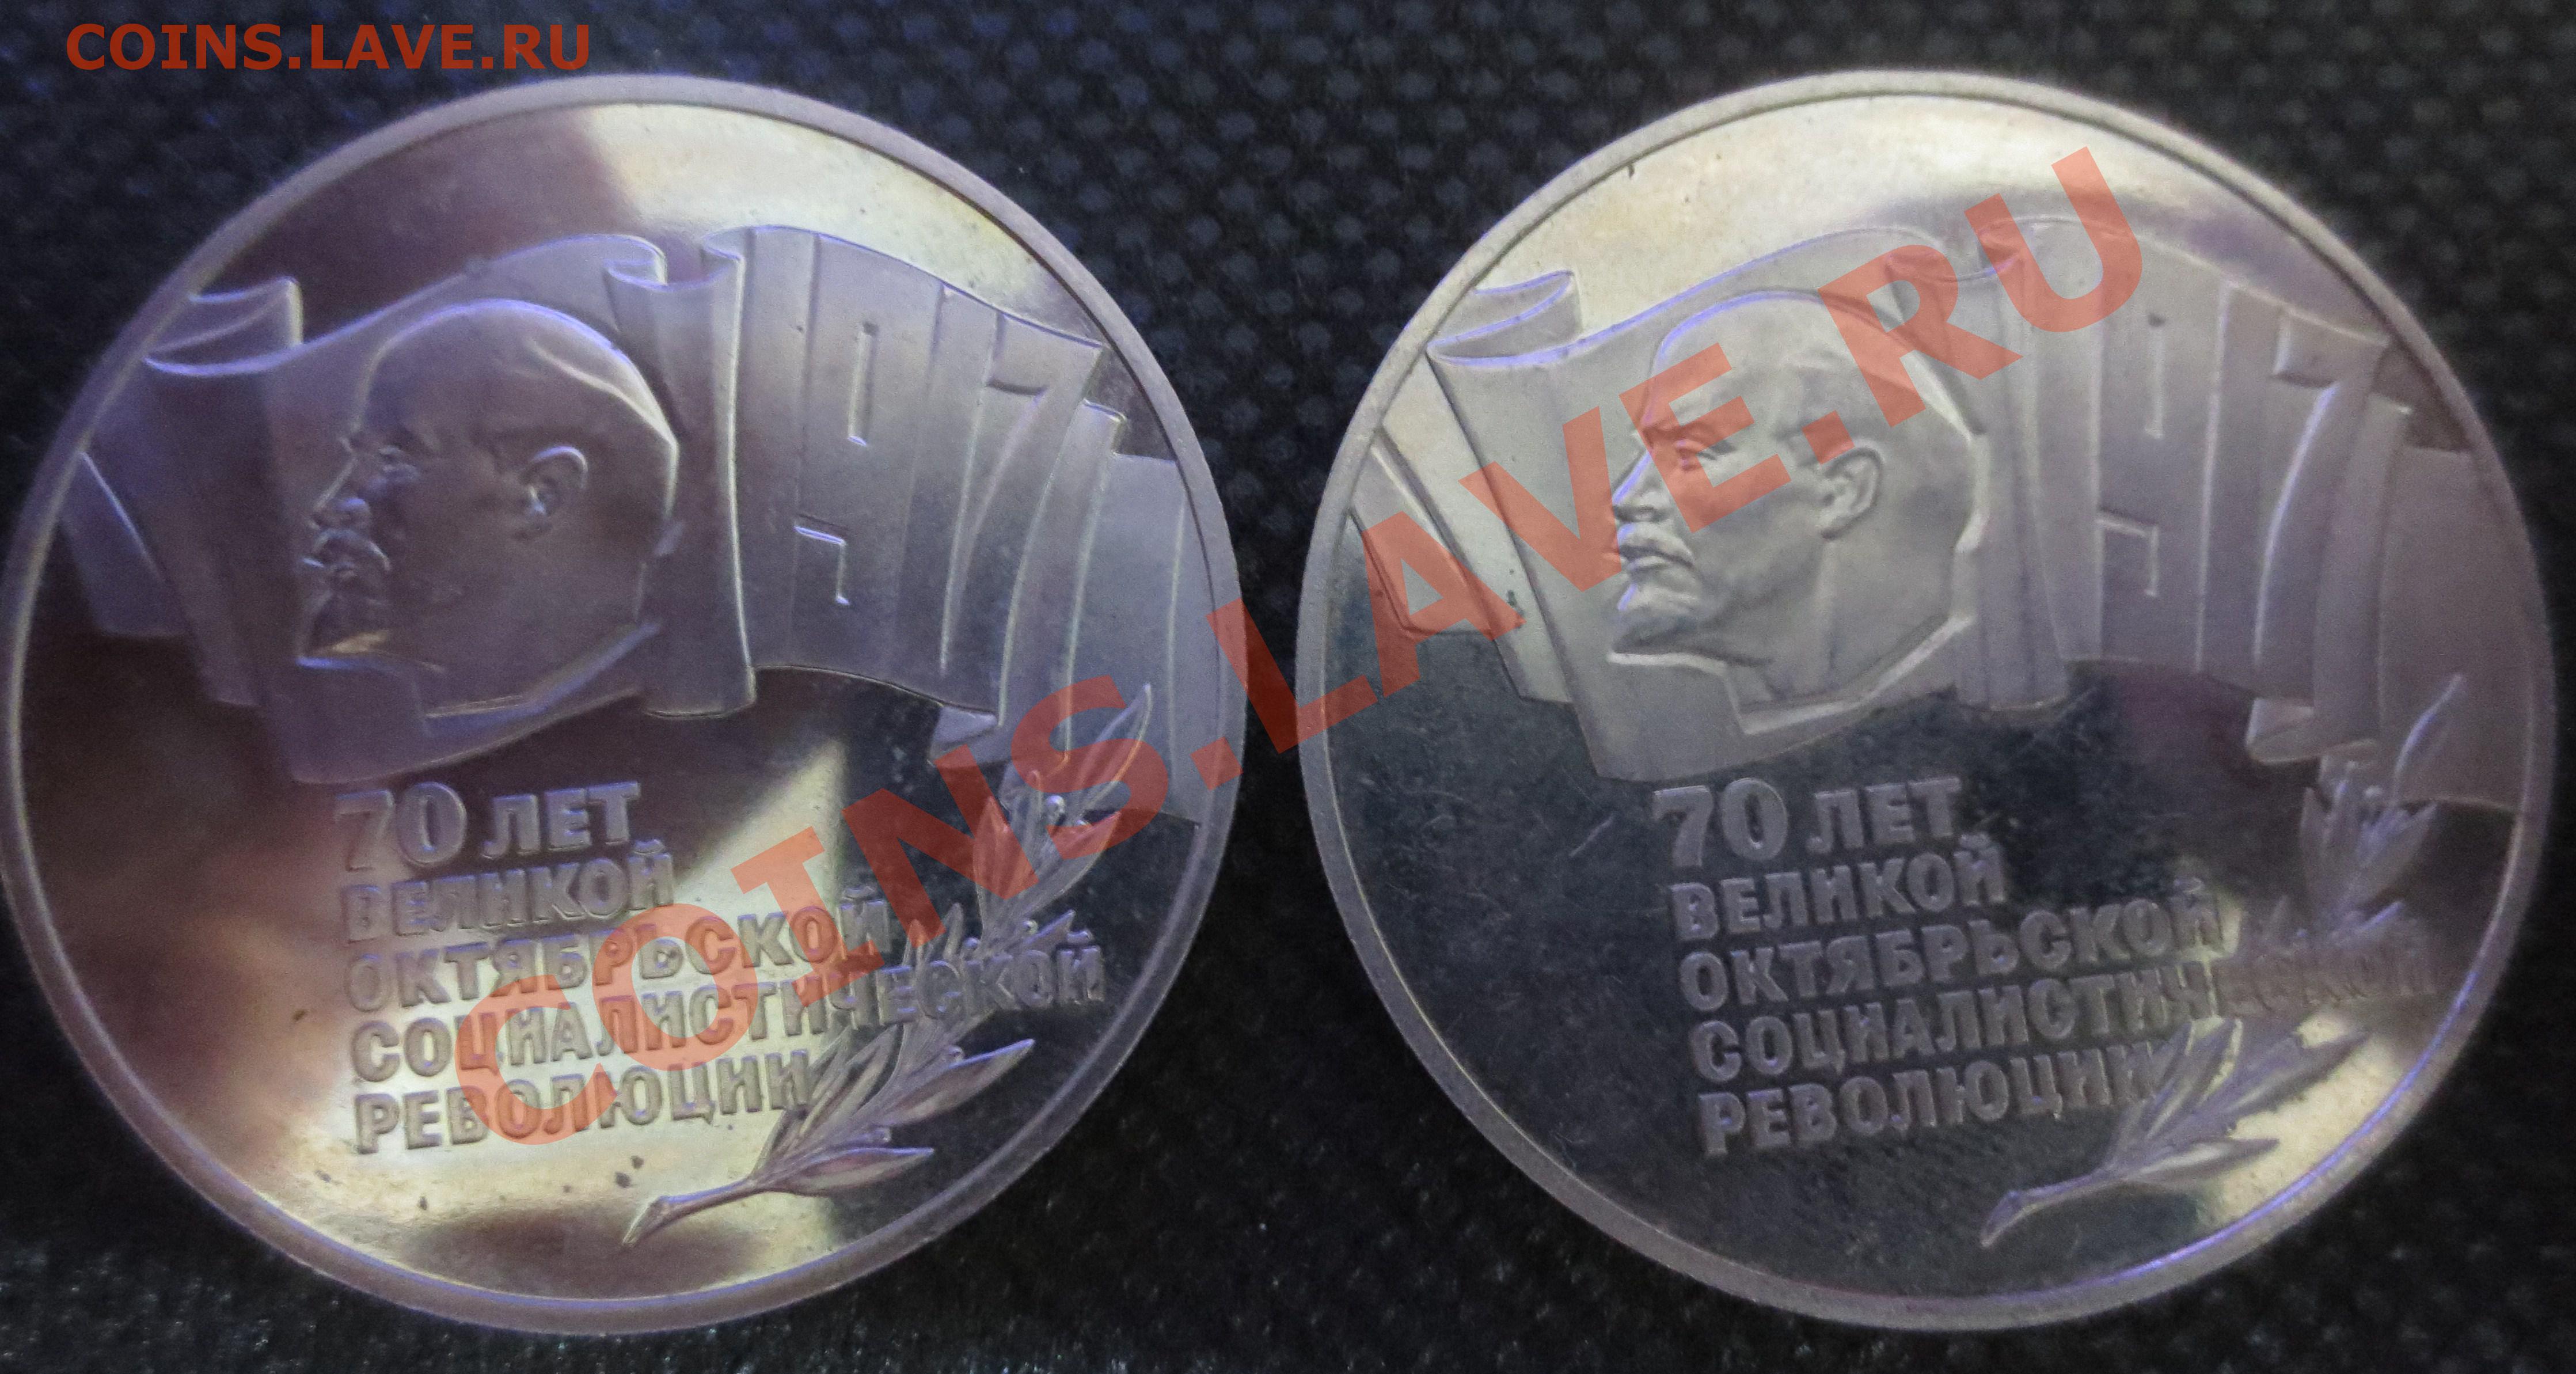 COINS.LAVE.RU
1917
70 ЛЕТ
ВЕЛИКОЙ
ОКТЯБРЬСКОЙ
СОЦИАЛИСТИЧЕСКОЙ
РЕВОЛЮЦИИ
1917
70 ЛЕТ
ВЕЛИКОЙ
ОКТЯБРЬСКОЙ
СОЦИАЛИСТИЧЕСКОЙ
РЕВОЛЮЦИИ
COINS.LAVE.RU